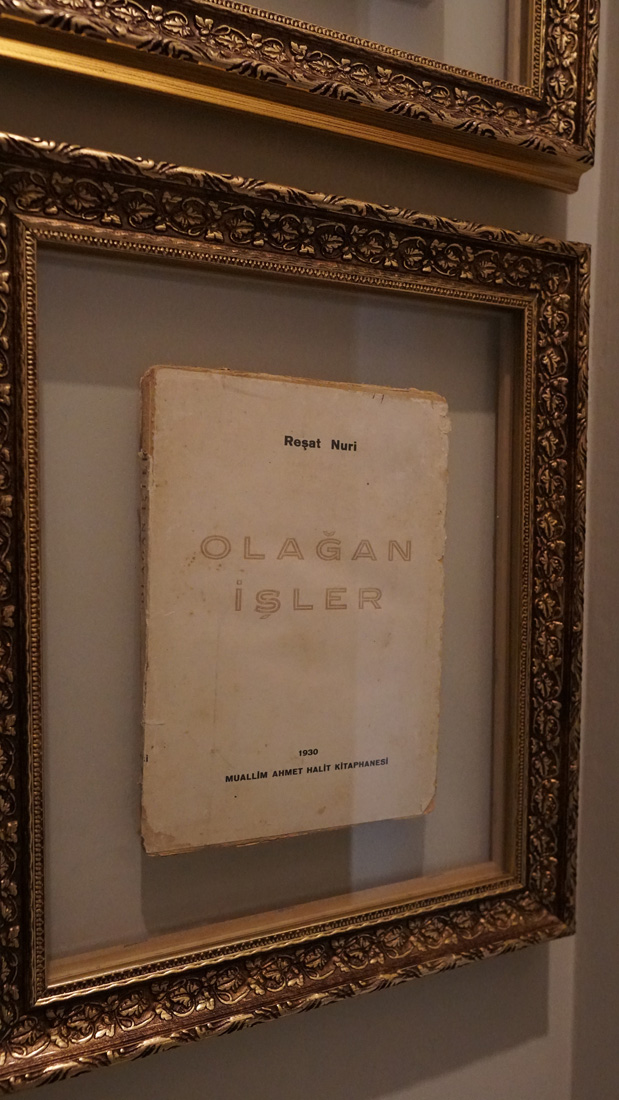 Reşat Nuri
OLAĞAN
İŞLER
1930
MUALLİM AHMET HALİT KİTAPHANESİ